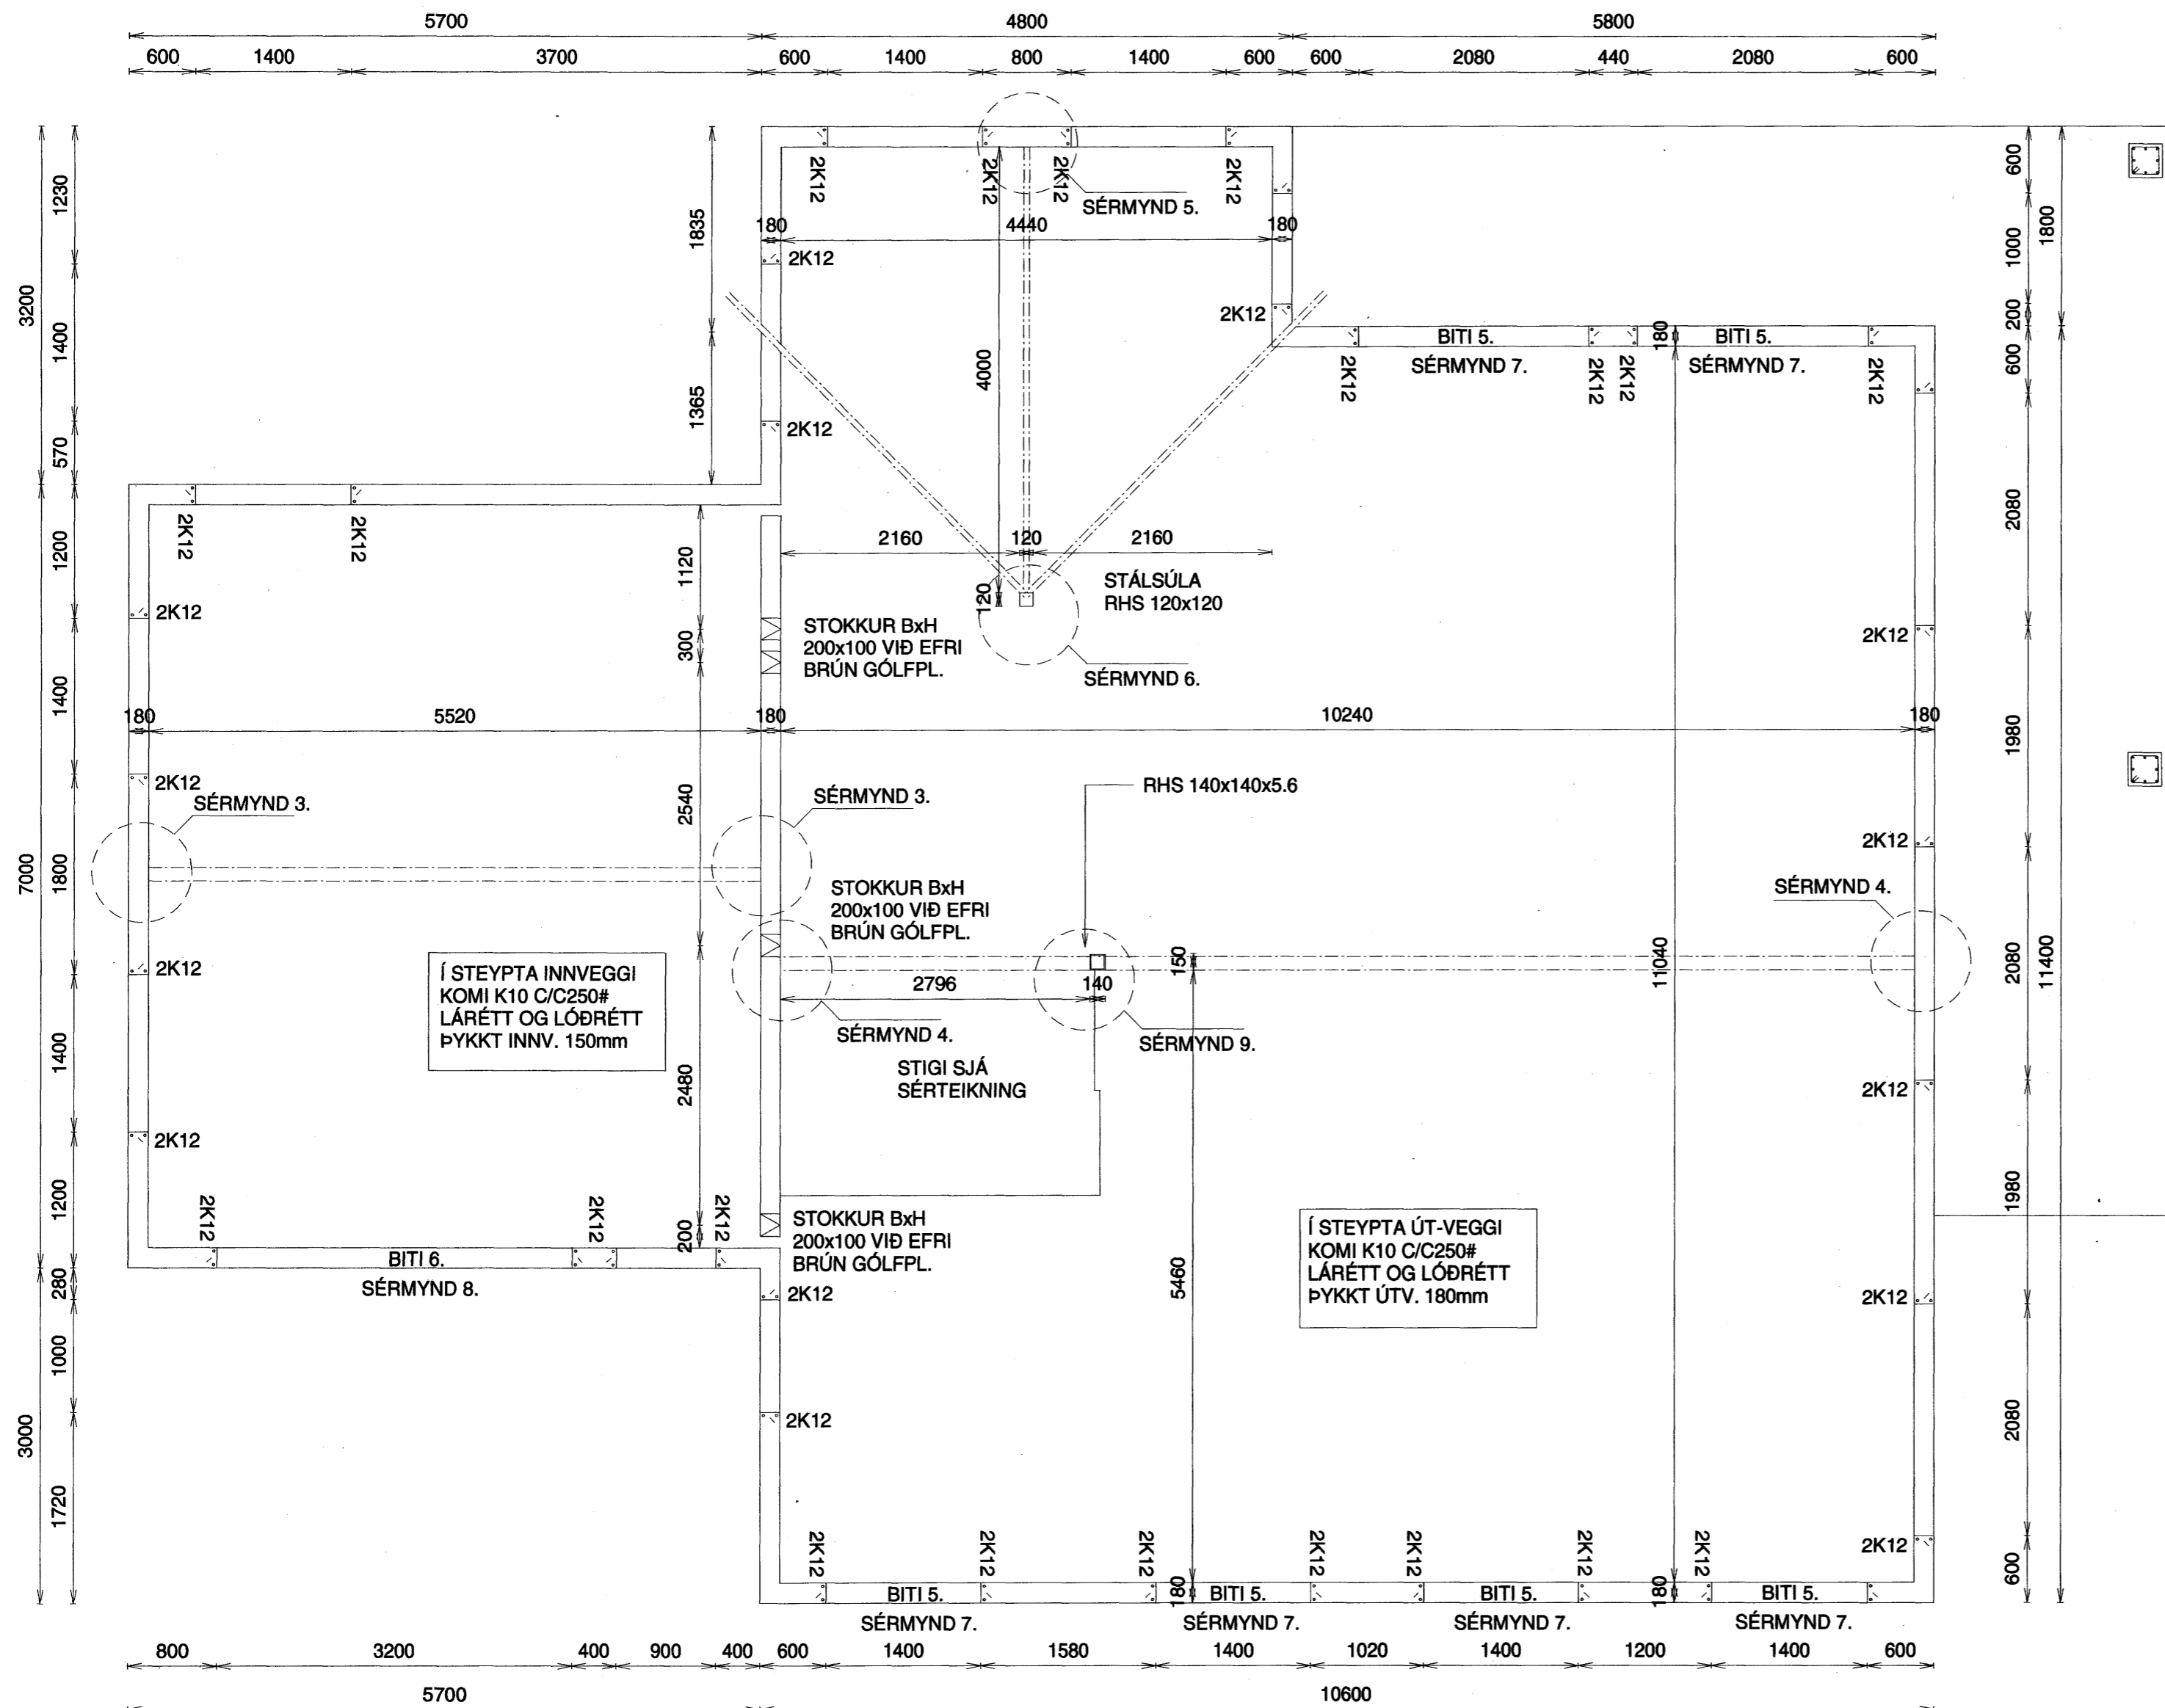 5700 4800 5800
600 1400 3700 600 1400 800 1400 600 600 2080 440 2080 600
3200
7000
3000
1230
1400
570
1200
1400
1800
1400
1200
280
1000
1720
2K12 2K12 2K12 2K12
SÉRMYND 5.
1835
1365
180 4440 180
2K12
2K12
2K12
4000
180
BITI 5. BITI 5.
SÉRMYND 7. SÉRMYND 7.
2K12 2K12 2K12 2K12
600
1000
200
1800
600
2080
1980
2080
1980
2080
600
11400
2K12 2K12
2160 120 2160
120
STÁLSÚLA
RHS 120x120
SÉRMYND 6.
1120
300
2540
2480
200
STOKKUR BxH
200x100 VIÐ EFRI
BRÚN GÓLFPL.
2K12
2K12
2K12
2K12
180 5520 180 10240 180
SÉRMYND 3.
SÉRMYND 3.
RHS 140x140x5.6
2K12
2K12
2K12
2K12
2K12
STOKKUR BxH
200x100 VIÐ EFRI
BRÚN GÓLFPL.
SÉRMYND 4.
2796 140
150
11040
SÉRMYND 4.
SÉRMYND 9.
Í STEYPTA INNVEGGI
KOMI K10 C/C250#
LÁRÉTT OG LÓÐRÉTT
ÞYKKT INNV. 150mm
STIGI SJÁ
SÉRTEIKNING
2K12 2K12 2K12
BITI 6.
SÉRMYND 8.
STOKKUR BxH
200x100 VIÐ EFRI
BRÚN GÓLFPL.
5460
Í STEYPTA ÚT-VEGGI
KOMI K10 C/C250#
LÁRÉTT OG LÓÐRÉTT
ÞYKKT ÚTV. 180mm
2K12
2K12
2K12 2K12 2K12 2K12 2K12 2K12 2K12
BITI 5. 180 BITI 5. BITI 5. 180 BITI 5.
SÉRMYND 7. SÉRMYND 7. SÉRMYND 7. SÉRMYND 7.
800 3200 400 900 400 600 1400 1580 1400 1020 1400 1200 1400 600
5700 10600